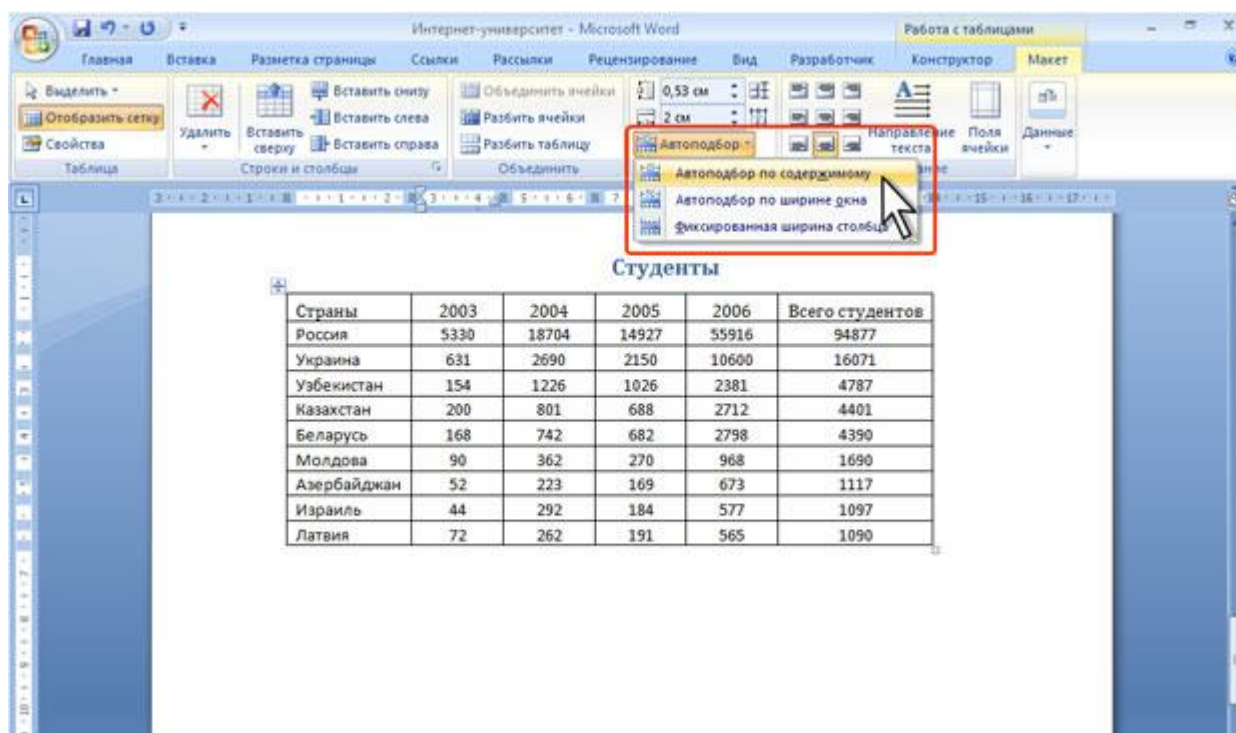 Интернет-университет - Microsoft Word Работа с таблицами
Главная Вставка Разметка страницы Ссылки Рассылки Рецензирование Вид Разработчик Конструктор Макет
Выделить
Отобразить сетку
Свойства
Таблица
Удалить
Вставить сверху
Вставить снизу
Вставить слева
Вставить справа
Строки и столбцы
Объединить ячейки
Разбить ячейки
Разбить таблицу
Объединить
0,53 см
2 см
Автоподбор
Направление текста
Поля ячейки
Данные
Автоподбор по содержимому
Автоподбор по ширине окна
Фиксированная ширина столбца
Студенты
Страны 2003 2004 2005 2006 Всего студентов
Россия 5330 18704 14927 55916 94877
Украина 631 2690 2150 10600 16071
Узбекистан 154 1226 1026 2381 4787
Казахстан 200 801 688 2712 4401
Беларусь 168 742 682 2798 4390
Молдова 90 362 270 968 1690
Азербайджан 52 223 169 673 1117
Израиль 44 292 184 577 1097
Латвия 72 262 191 565 1090